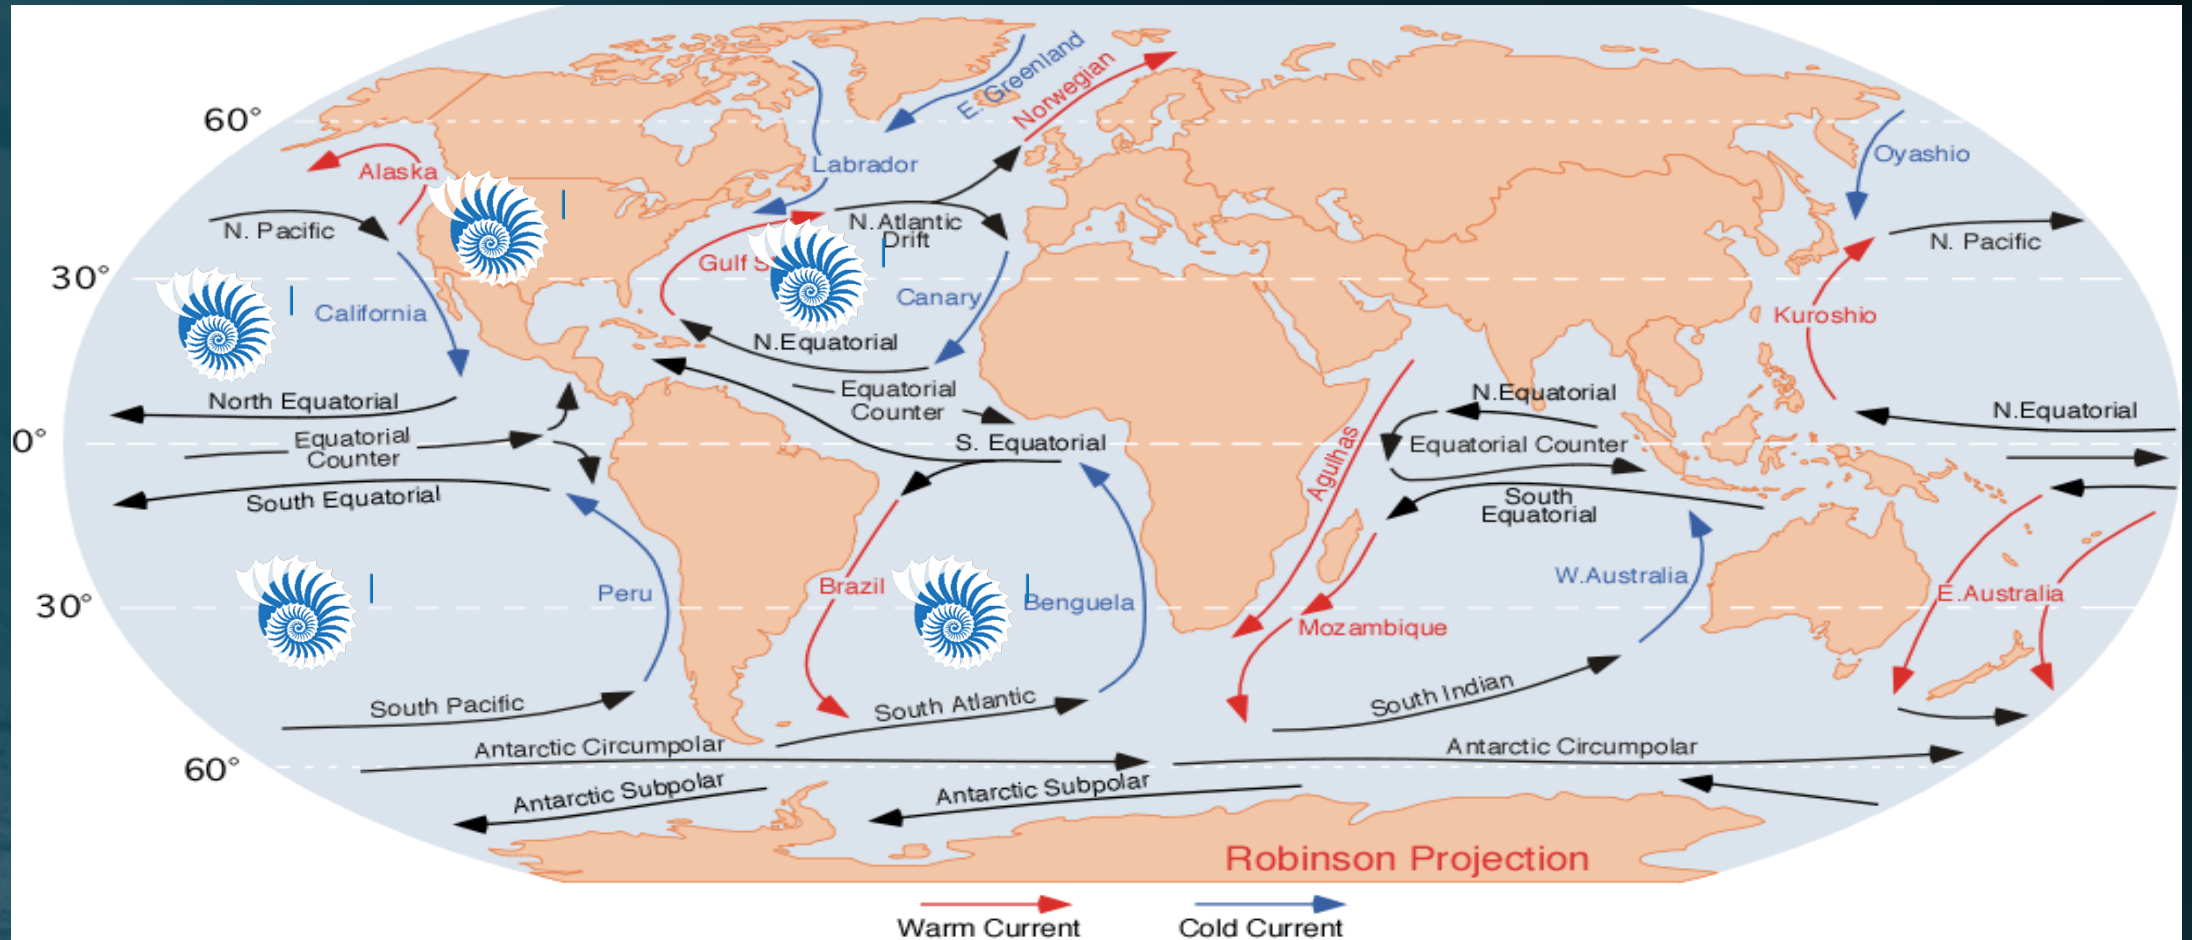 E. Greenland
Norwegian
60°
Labrador
Oyashio
Alaska
N. Pacific
N. Atlantic
Drift
N. Pacific
Gulf S
30°
California
Canary
Kuroshio
N.Equatorial
North Equatorial
Equatorial
Counter
N.Equatorial
N.Equatorial
0°
Equatorial
Counter
S. Equatorial
Equatorial Counter
South Equatorial
Agulhas
South
Equatorial
30°
Peru
Brazil
Benguela
W.Australia
E.Australia
Mozambique
South Pacific
South Atlantic
South Indian
Antarctic Circumpolar
Antarctic Circumpolar
60°
Antarctic Subpolar
Antarctic Subpolar
Robinson Projection
Warm Current
Cold Current